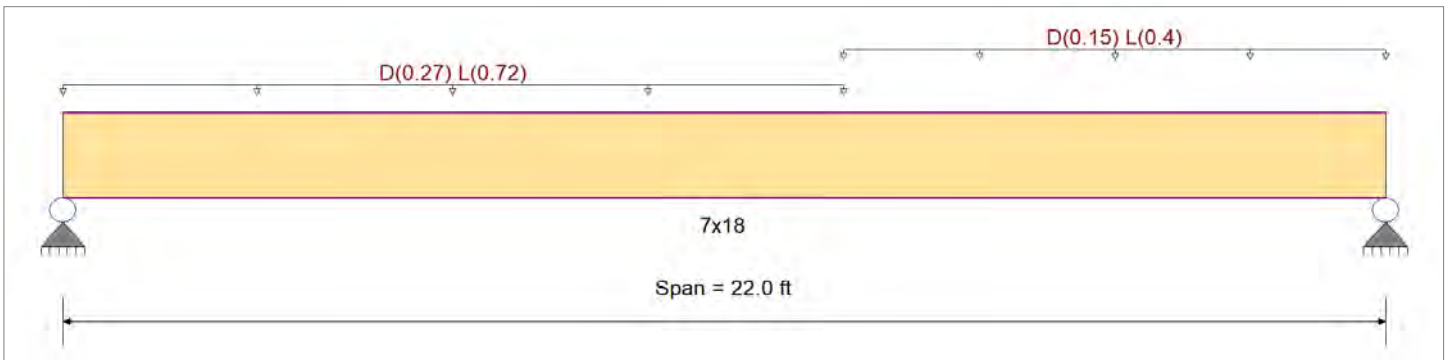 D(0.15) L(0.4)
D(0.27) L(0.72)
7x18
Span = 22.0 ft